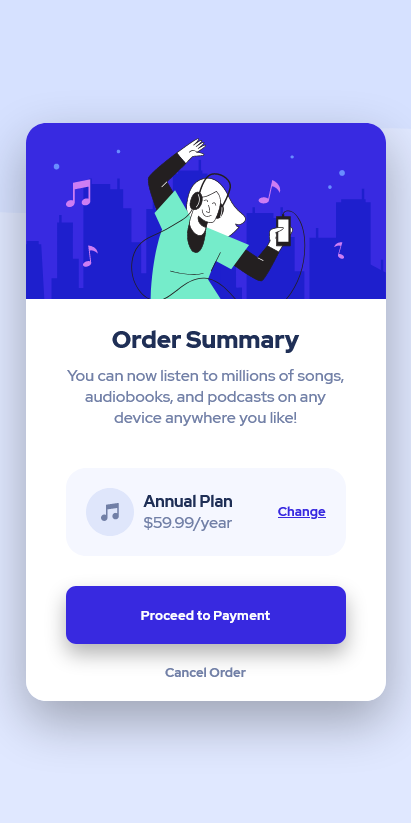 Order Summary
You can now listen to millions of songs,
audiobooks, and podcasts on any
device anywhere you like!
Annual Plan
$59.99/year
Change
Proceed to Payment
Cancel Order